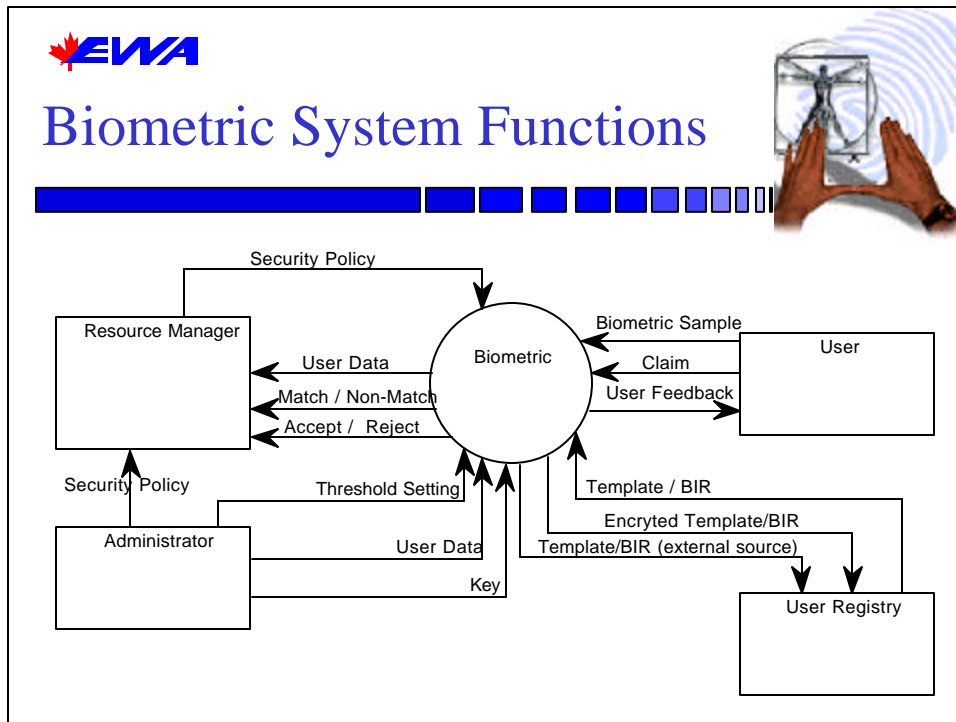 EWA
Biometric System Functions
Security Policy
Resource Manager
Biometric
Biometric Sample
User
User Data
Claim
Match / Non-Match
User Feedback
Accept / Reject
Security Policy
Threshold Setting
Template / BIR
Administrator
Encryted Template/BIR
User Data
Template/BIR (external source)
Key
User Registry